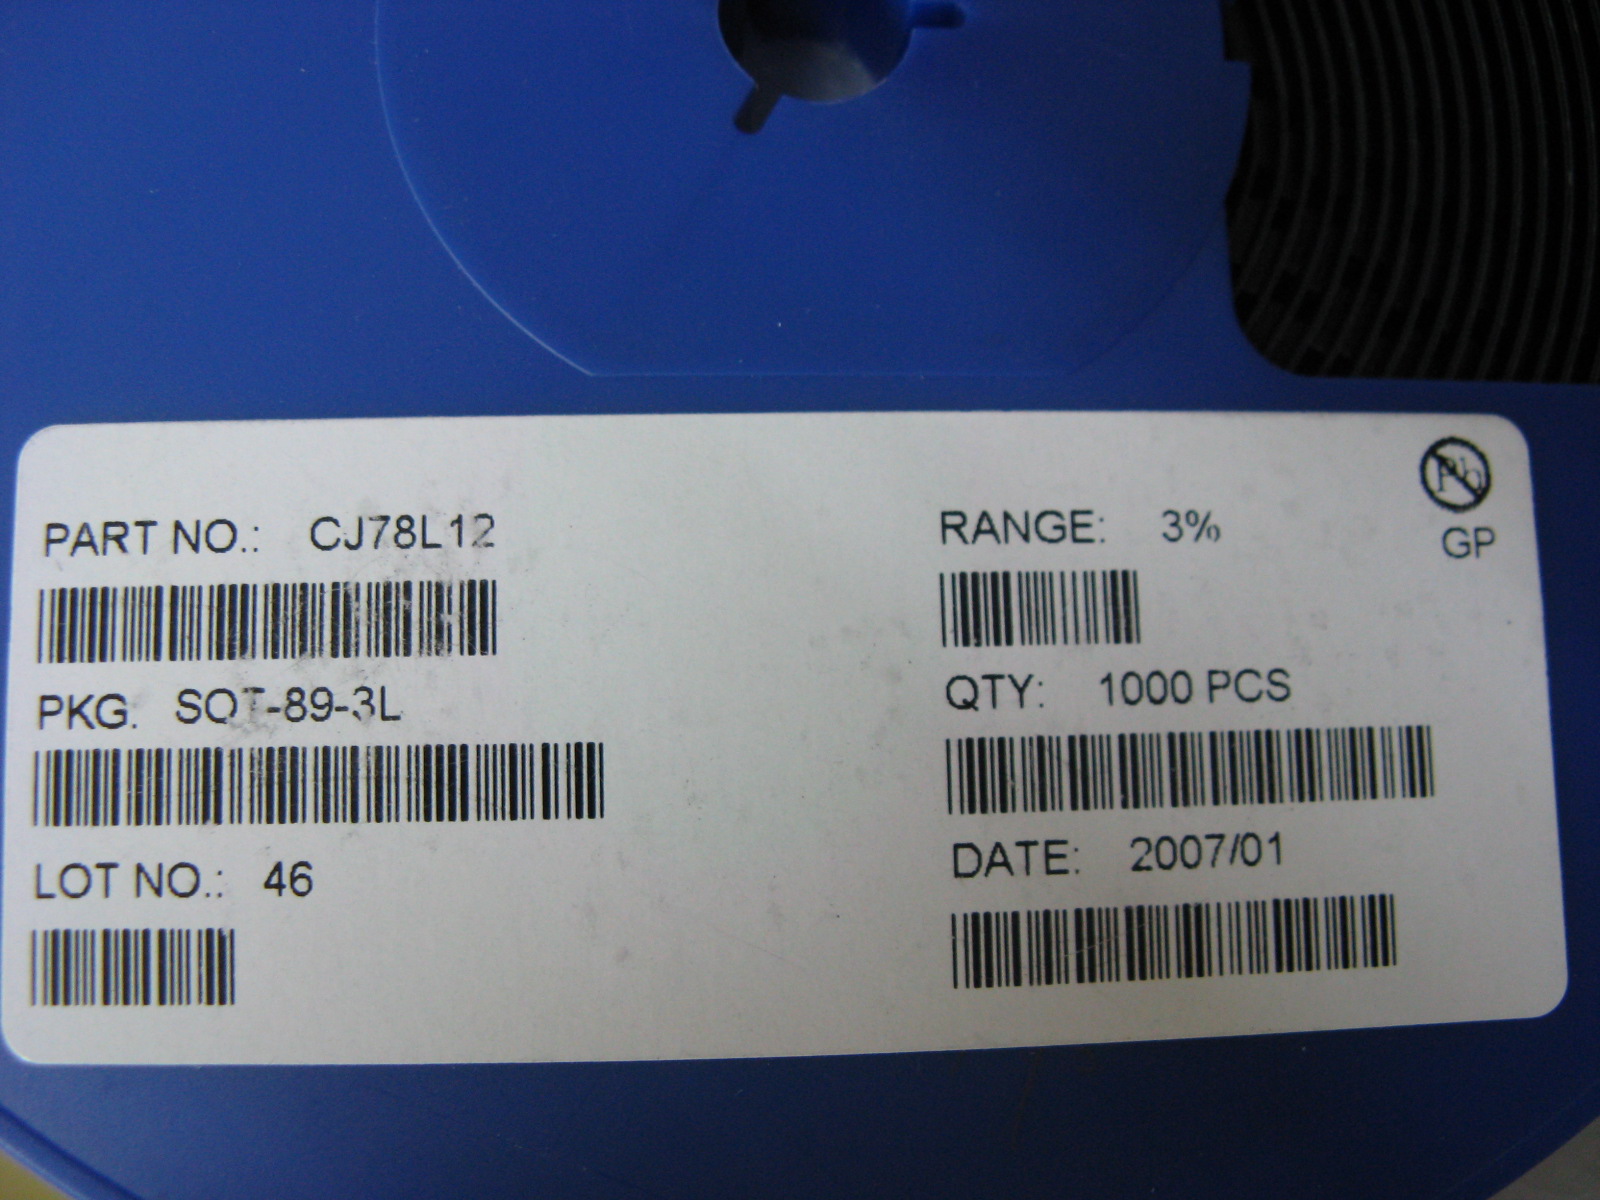 PART NO.: CJ78L12
PKG: SOT-89-3L
LOT NO.: 46
Pb
GP
RANGE: 3%
QTY: 1000 PCS
DATE: 2007/01